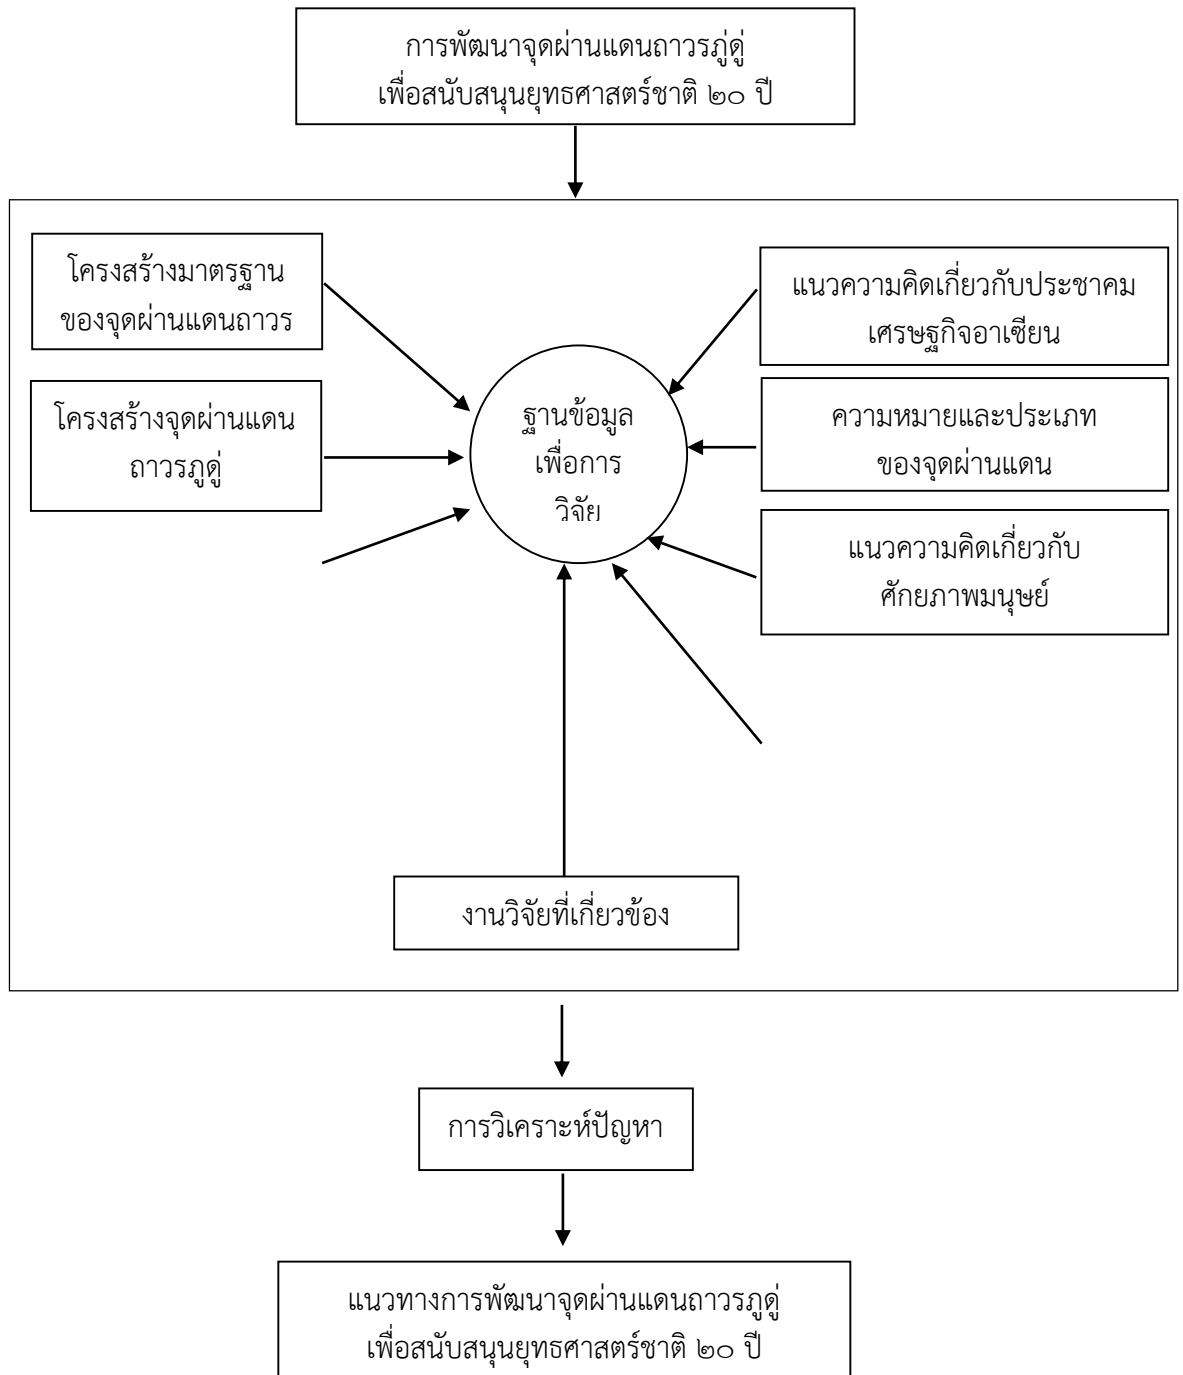 การพัฒนาจุดผ่านแดนถาวรภู่ดู่
เพื่อสนับสนุนยุทธศาสตร์ชาติ ๒๐ ปี
โครงสร้างมาตรฐาน
ของจุดผ่านแดนถาวร
โครงสร้างจุดผ่านแดน
ถาวรภูดู่
ฐานข้อมูล
เพื่อการ
วิจัย
แนวความคิดเกี่ยวกับประชาคม
เศรษฐกิจอาเซียน
ความหมายและประเภท
ของจุดผ่านแดน
แนวความคิดเกี่ยวกับ
ศักยภาพมนุษย์
งานวิจัยที่เกี่ยวข้อง
การวิเคราะห์ปัญหา
แนวทางการพัฒนาจุดผ่านแดนถาวรภูดู่
เพื่อสนับสนุนยุทธศาสตร์ชาติ ๒๐ ปี